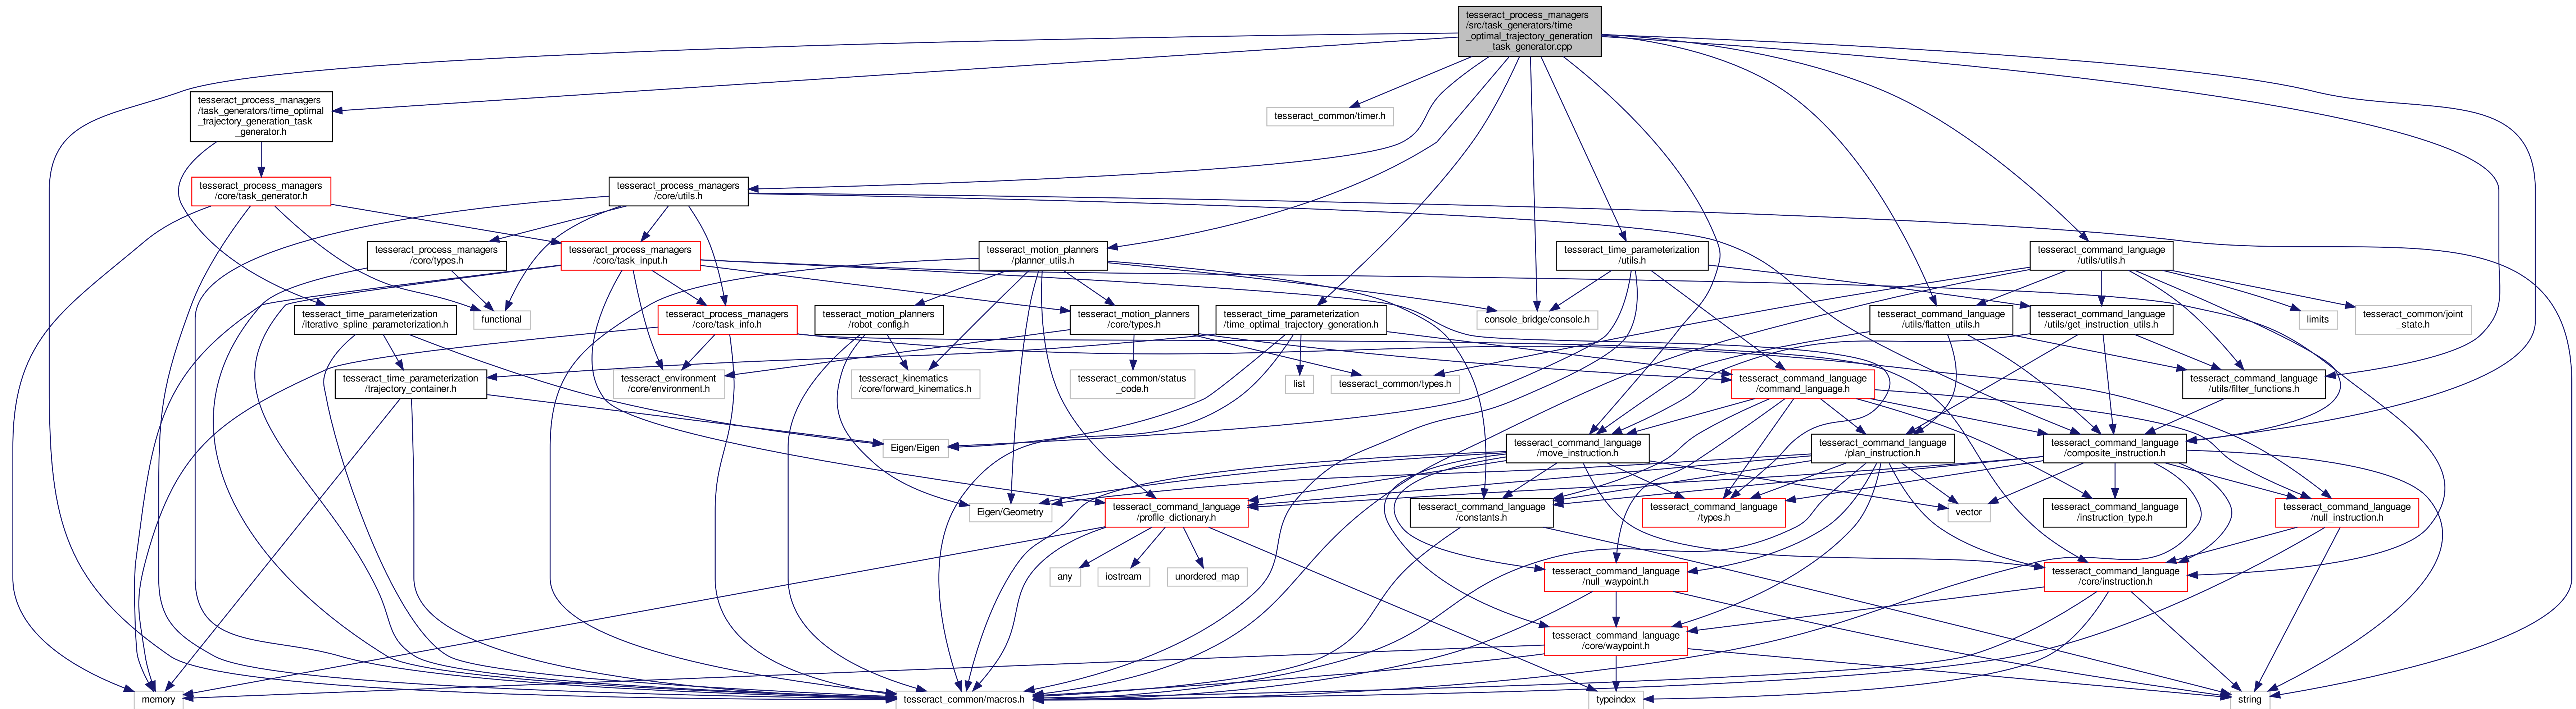 tesseract_process_managers
/src/task_generators/time
_optimal_trajectory_generation
_task_generator.cpp
tesseract_process_managers
/task_generators/time_optimal
_trajectory_generation_task
_generator.h
tesseract_common/timer.h
tesseract_process_managers
/core/task_generator.h
tesseract_process_managers
/core/utils.h
tesseract_process_managers
/core/types.h
tesseract_process_managers
/core/task_input.h
tesseract_motion_planners
/planner_utils.h
tesseract_time_parameterization
/utils.h
tesseract_command_language
/utils/utils.h
tesseract_time_parameterization
/iterative_spline_parameterization.h
functional
tesseract_process_managers
/core/task_info.h
tesseract_motion_planners
/robot_config.h
tesseract_motion_planners
/core/types.h
tesseract_time_parameterization
/time_optimal_trajectory_generation.h
console_bridge/console.h
tesseract_command_language
/utils/flatten_utils.h
tesseract_command_language
/utils/get_instruction_utils.h
limits
tesseract_common/joint
_state.h
tesseract_time_parameterization
/trajectory_container.h
tesseract_environment
/core/environment.h
tesseract_kinematics
/core/forward_kinematics.h
tesseract_common/status
_code.h
list
tesseract_common/types.h
tesseract_command_language
/command_language.h
tesseract_command_language
/utils/filter_functions.h
Eigen/Eigen
tesseract_command_language
/move_instruction.h
tesseract_command_language
/plan_instruction.h
tesseract_command_language
/composite_instruction.h
Eigen/Geometry
tesseract_command_language
/profile_dictionary.h
tesseract_command_language
/constants.h
tesseract_command_language
/types.h
vector
tesseract_command_language
/instruction_type.h
tesseract_command_language
/null_instruction.h
any
iostream
unordered_map
tesseract_command_language
/null_waypoint.h
tesseract_command_language
/core/instruction.h
tesseract_command_language
/core/waypoint.h
memory
tesseract_common/macros.h
typeindex
string